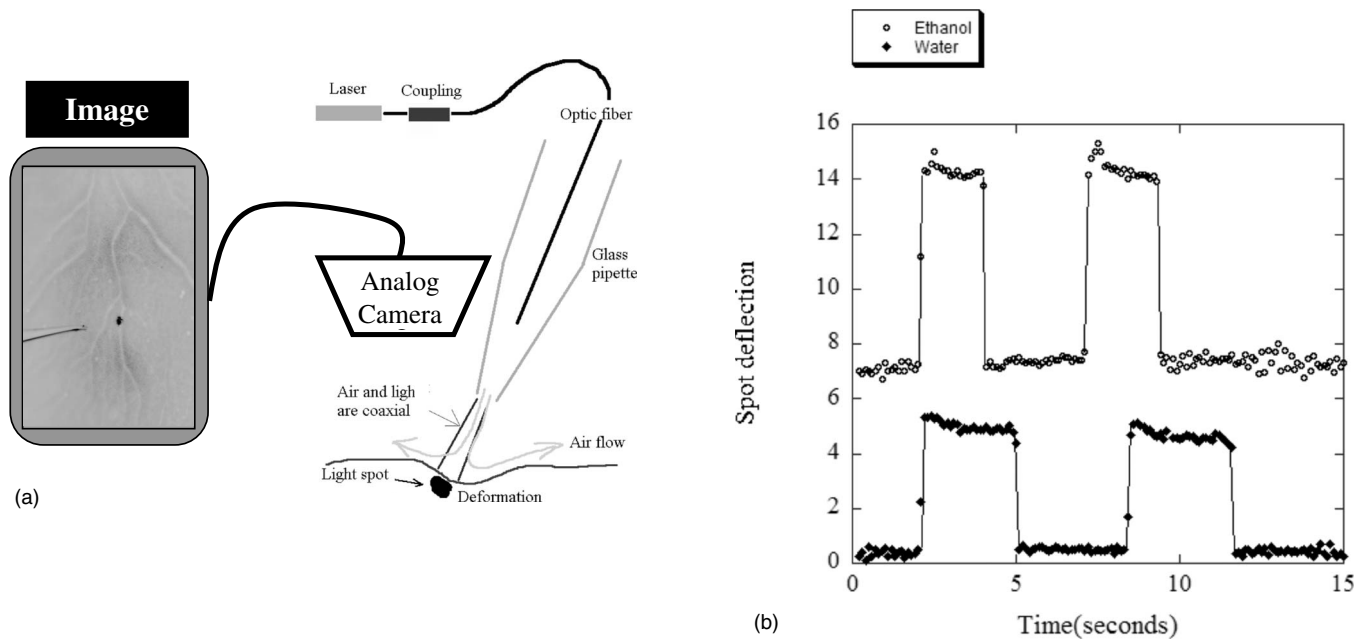 Image
Laser
Coupling
Optic fiber
Glass
pipette
Analog
Camera
Air and ligh
are coaxial
Air flow
Light spot
Deformation
(a)
Ethanol
Water
16
14
12
10
8
6
4
2
0
0 5 10 15
Spot deflection
Time(seconds)
(b)